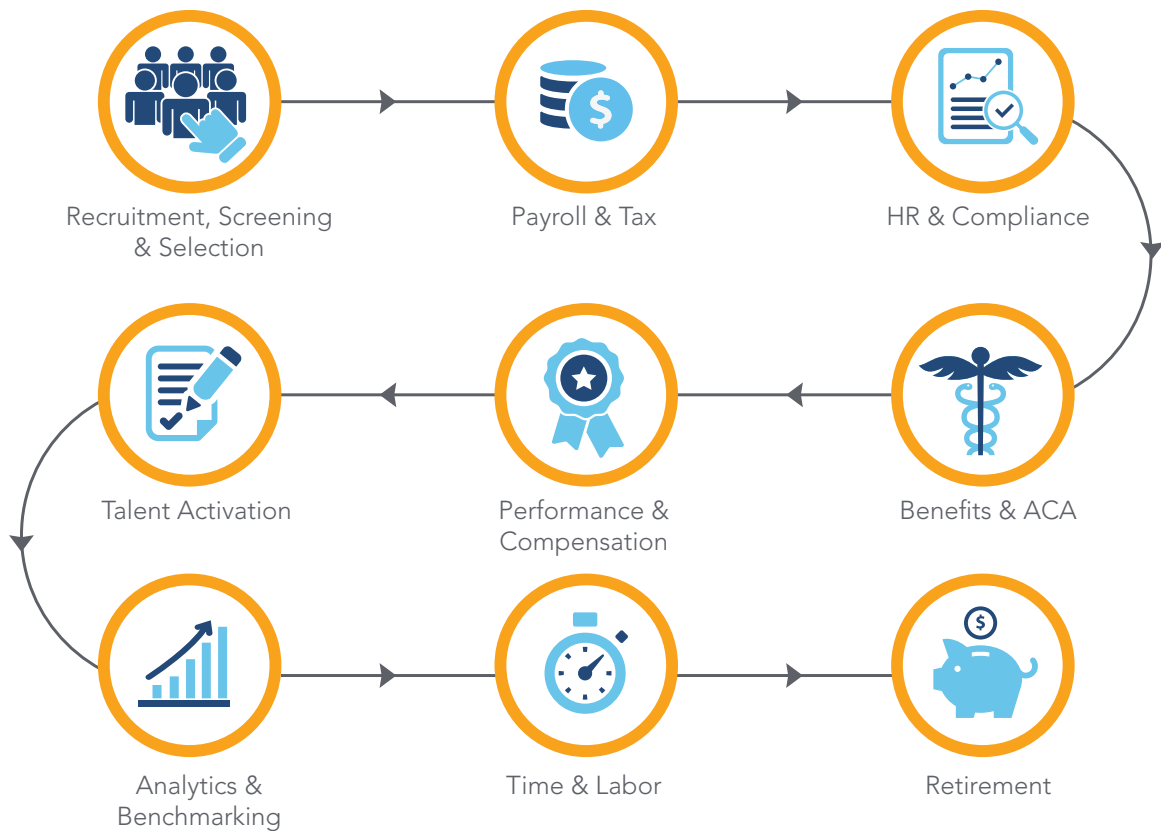 $
Recruitment, Screening
& Selection
Payroll & Tax
HR & Compliance
Talent Activation
Performance &
Compensation
Benefits & ACA
$
Analytics &
Benchmarking
Time & Labor
Retirement